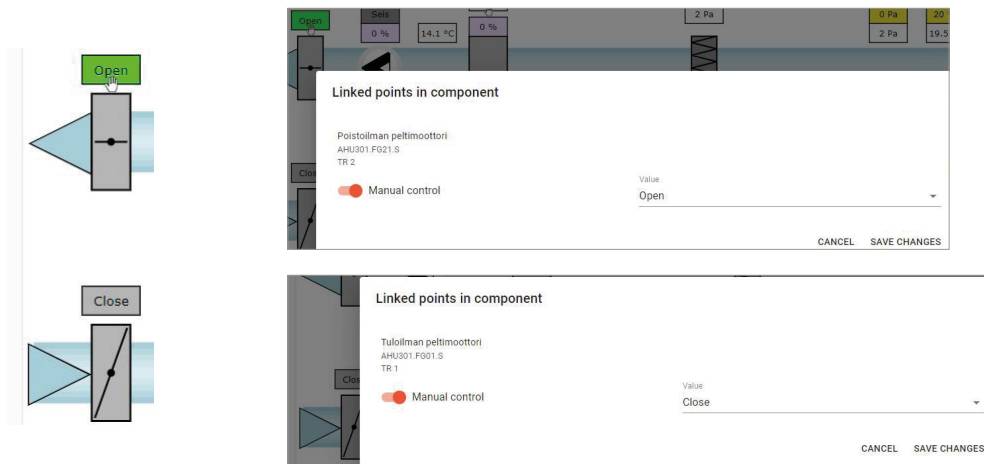 Open
Close
Open
Seis
0 %
14.1 °C
0 %
2 Pa
0 Pa
2 Pa
20
19.5
Linked points in component
Poistoilman peltimoottori
AHU301.FG21.S
TR 2
Manual control
Value
Open
CANCEL SAVE CHANGES
Clos
Linked points in component
Tuloilman peltimoottori
AHU301.FG01.S
TR 1
Manual control
Value
Close
CANCEL SAVE CHANGES
Clos